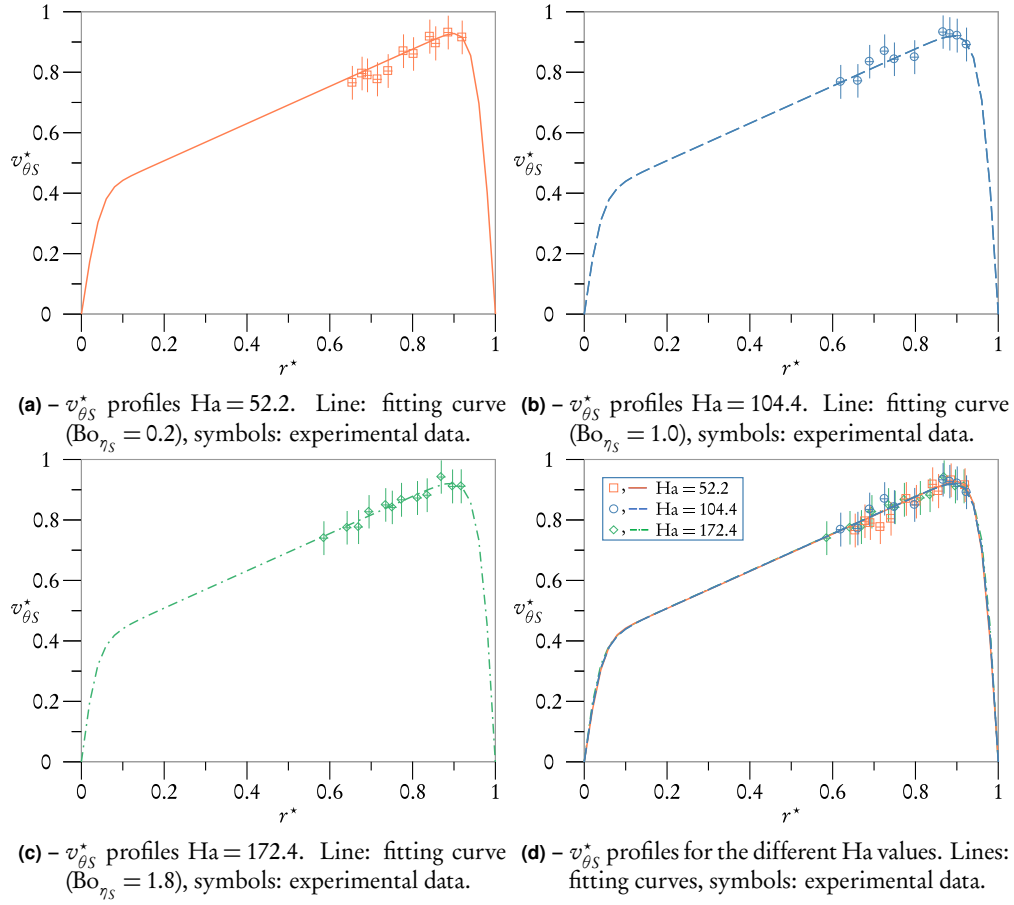 1
0.8
0.6
v⋆θS
0.4
0.2
0
0 0.2 0.4 0.6 0.8 1
r⋆
(a) – v⋆θS profiles Ha = 52.2. Line: fitting curve
(BoηS = 0.2), symbols: experimental data.
1
0.8
0.6
v⋆θS
0.4
0.2
0
0 0.2 0.4 0.6 0.8 1
r⋆
(b) – v⋆θS profiles Ha = 104.4. Line: fitting curve
(BoηS = 1.0), symbols: experimental data.
1
0.8
0.6
v⋆θS
0.4
0.2
0
0 0.2 0.4 0.6 0.8 1
r⋆
(c) – v⋆θS profiles Ha = 172.4. Line: fitting curve
(BoηS = 1.8), symbols: experimental data.
1
, Ha = 52.2
, Ha = 104.4
, Ha = 172.4
0.8
0.6
v⋆θS
0.4
0.2
0
0 0.2 0.4 0.6 0.8 1
r⋆
(d) – v⋆θS profiles for the different Ha values. Lines:
fitting curves, symbols: experimental data.